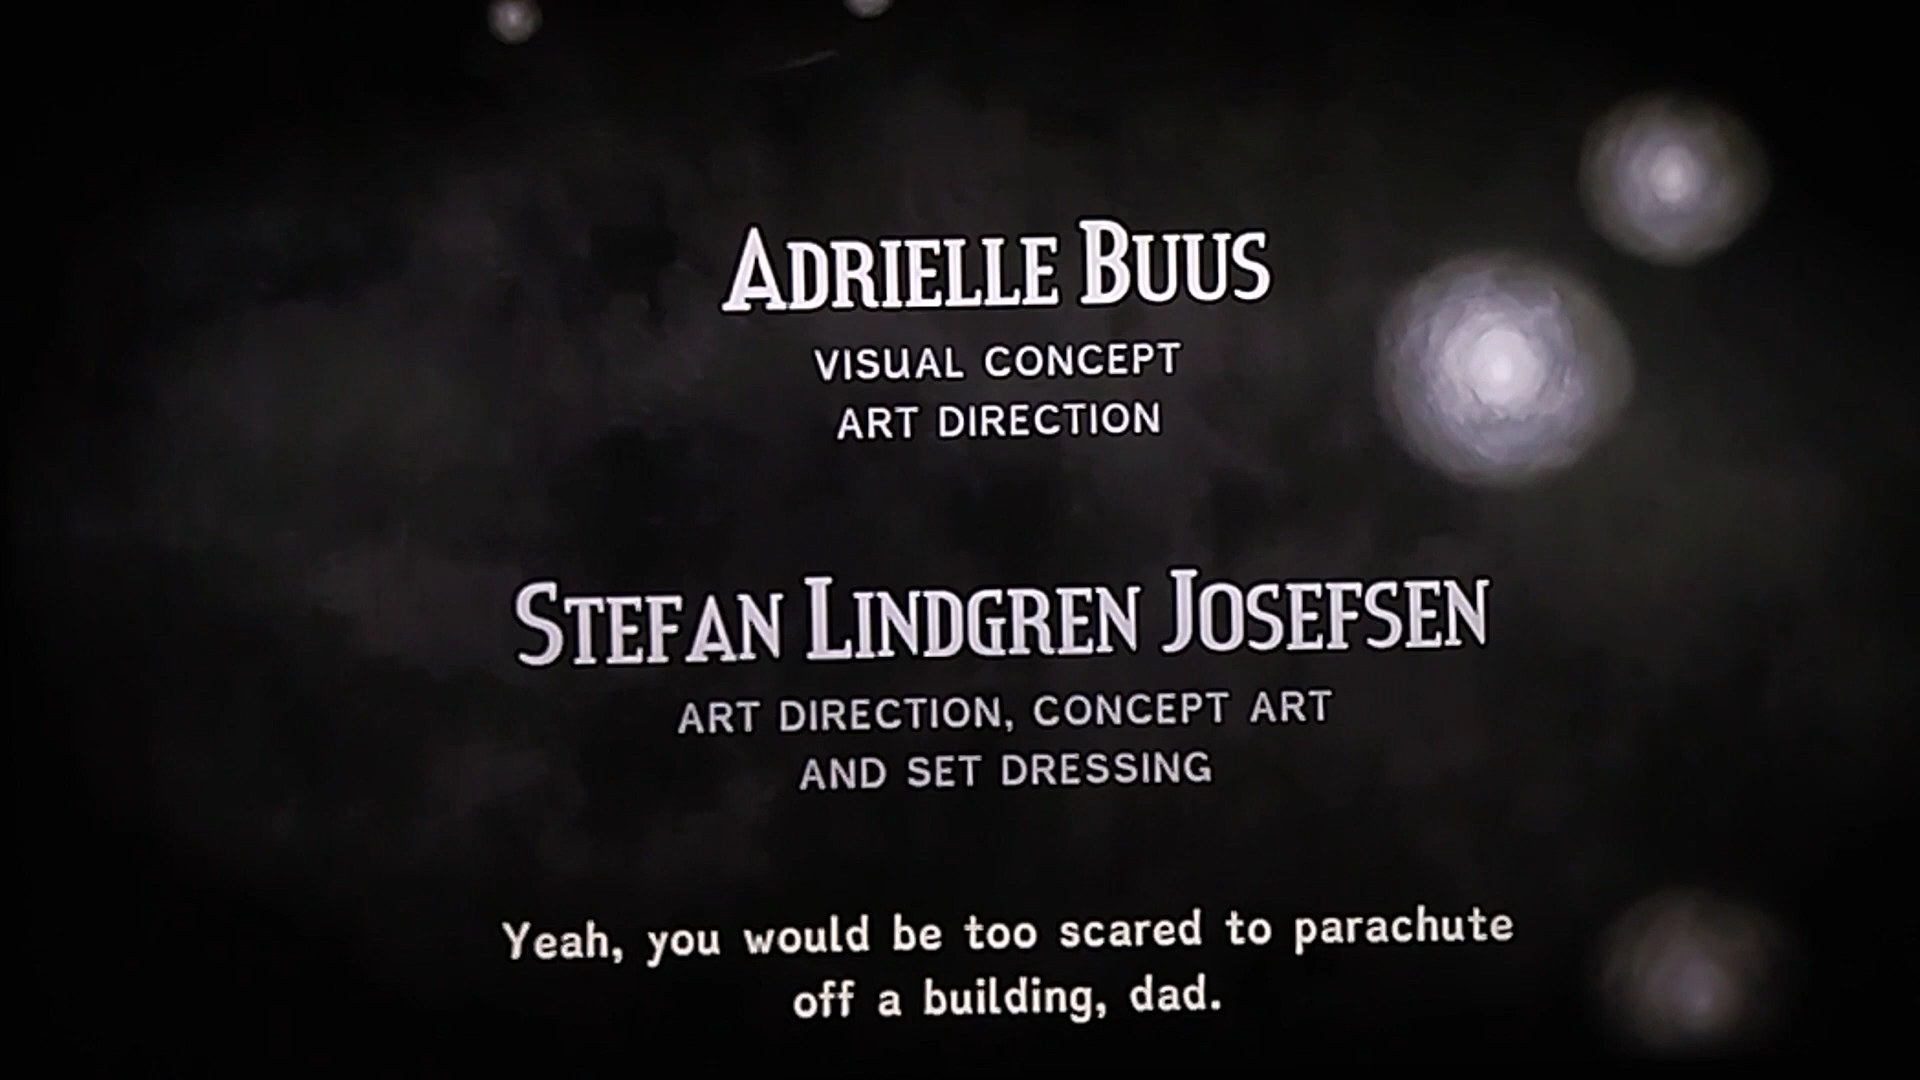 ADRIELLE BUUS
VISUAL CONCEPT
ART DIRECTION
STEFAN LINDGREN JOSEFSEN
ART DIRECTION, CONCEPT ART
AND SET DRESSING
Yeah, you would be too scared to parachute
off a building, dad.